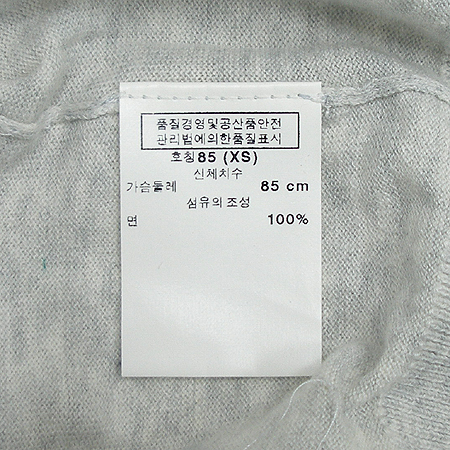 품질경영및공산품안전
관리법에의한품질표시
호칭 85 (XS)
신체치수
가슴둘레 85 cm
섬유의 조성
면 100%